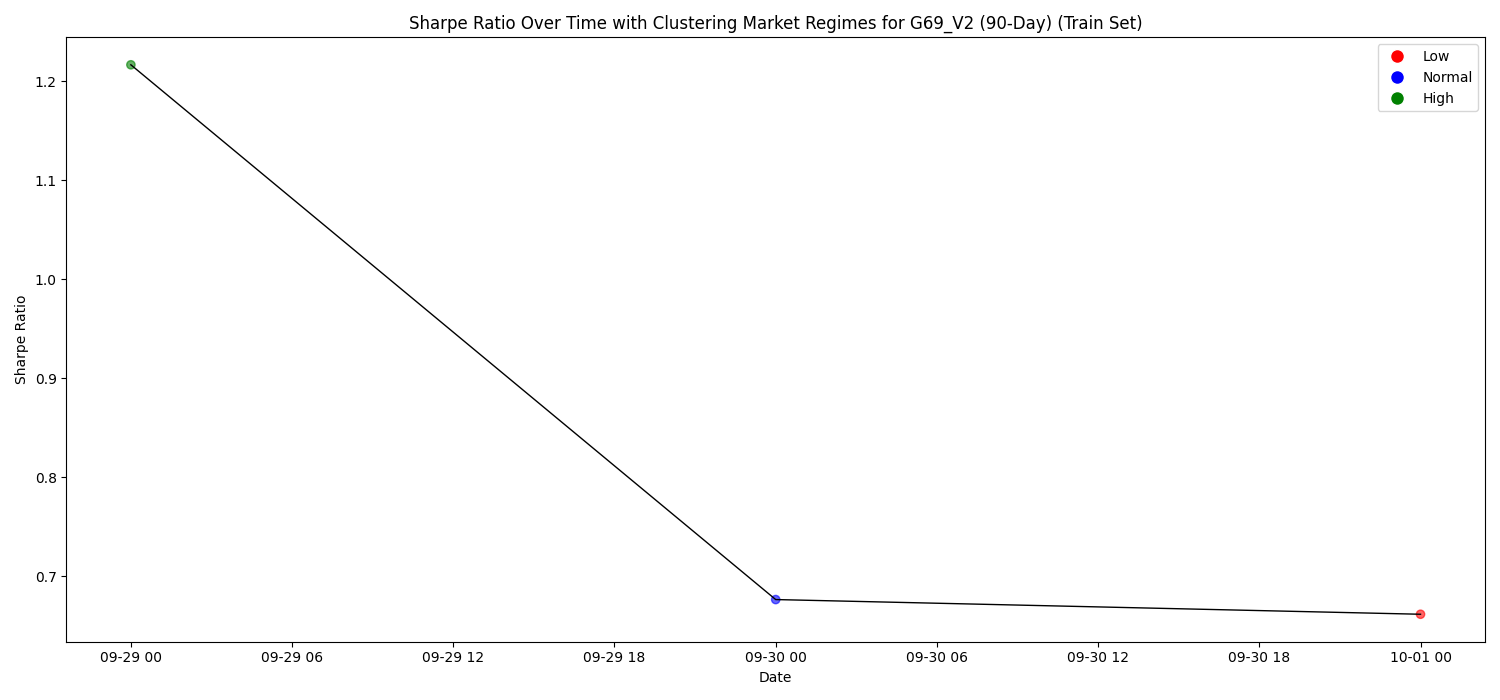 Sharpe Ratio Over Time with Clustering Market Regimes for G69_V2 (90-Day) (Train Set)
Low
Normal
High
Sharpe Ratio
1.2
1.1
1.0
0.9
0.8
0.7
09-29 00
09-29 06
09-29 12
09-29 18
09-30 00
09-30 06
09-30 12
09-30 18
10-01 00
Date